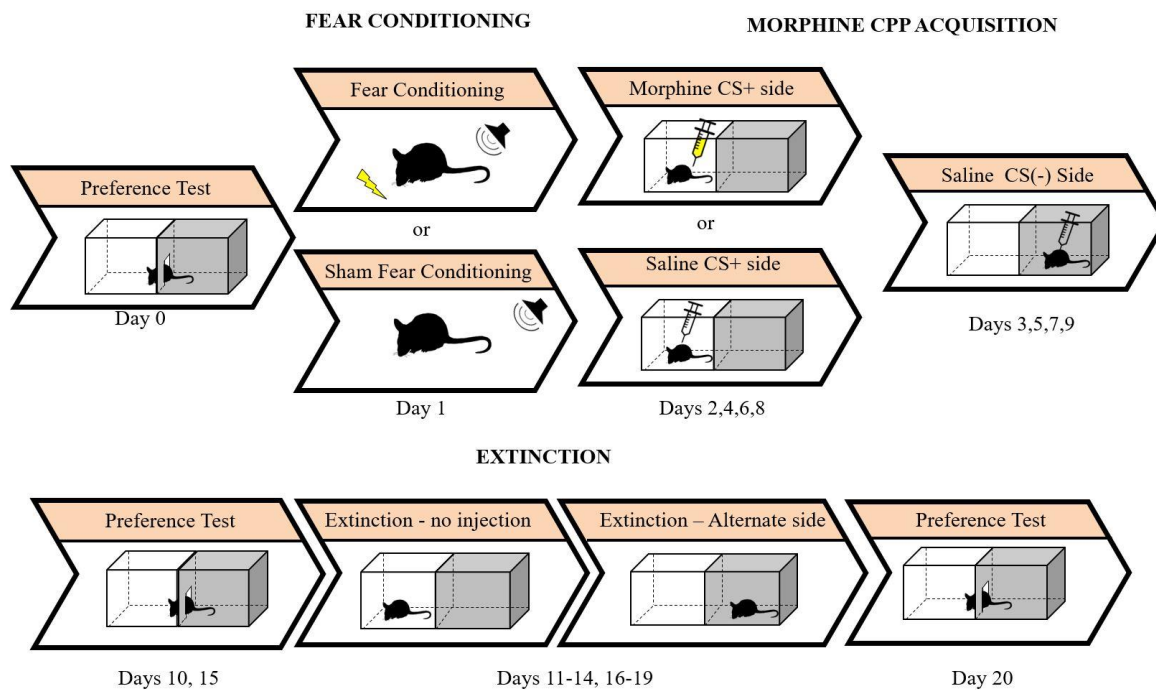 FEAR CONDITIONING
MORPHINE CPP ACQUISITION
Preference Test
Day 0
Fear Conditioning
or
Sham Fear Conditioning
Day 1
Morphine CS+ side
or
Saline CS+ side
Days 2,4,6,8
Saline CS(-) Side
Days 3,5,7,9
EXTINCTION
Preference Test
Days 10, 15
Extinction - no injection
Extinction – Alternate side
Days 11-14, 16-19
Preference Test
Day 20